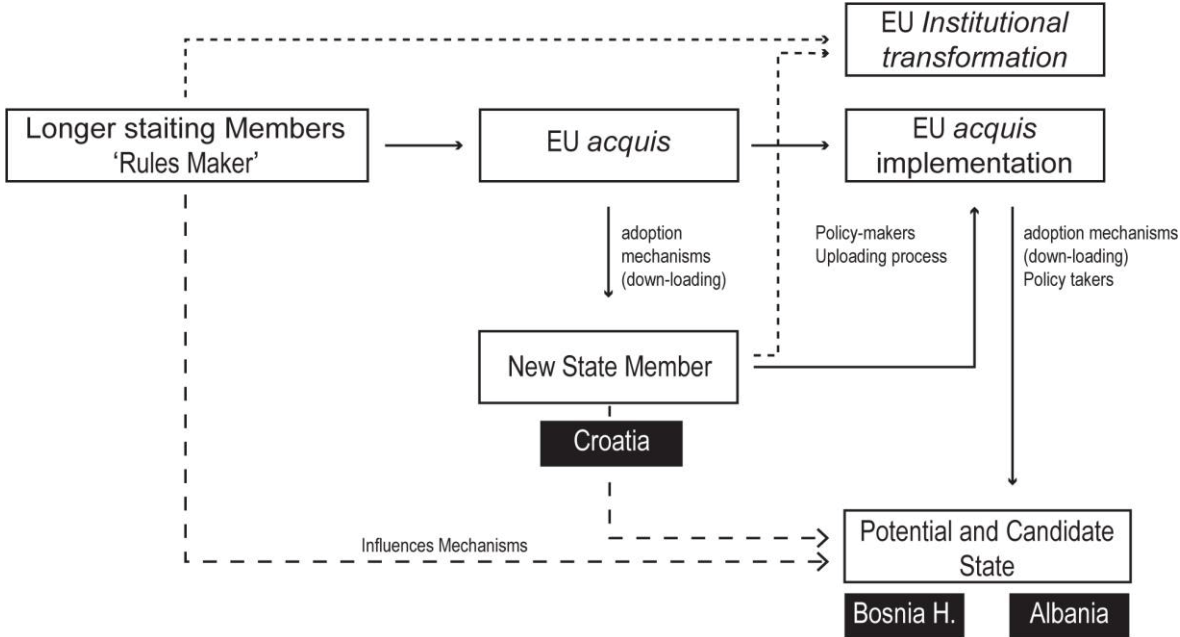 EU Institutional
transformation
Longer staiting Members
‘Rules Maker’
EU acquis
EU acquis
implementation
adoption
mechanisms
(down-loading)
Policy-makers
Uploading process
adoption mechanisms
(down-loading)
Policy takers
New State Member
Croatia
Influences Mechanisms
Potential and Candidate
State
Bosnia H.
Albania